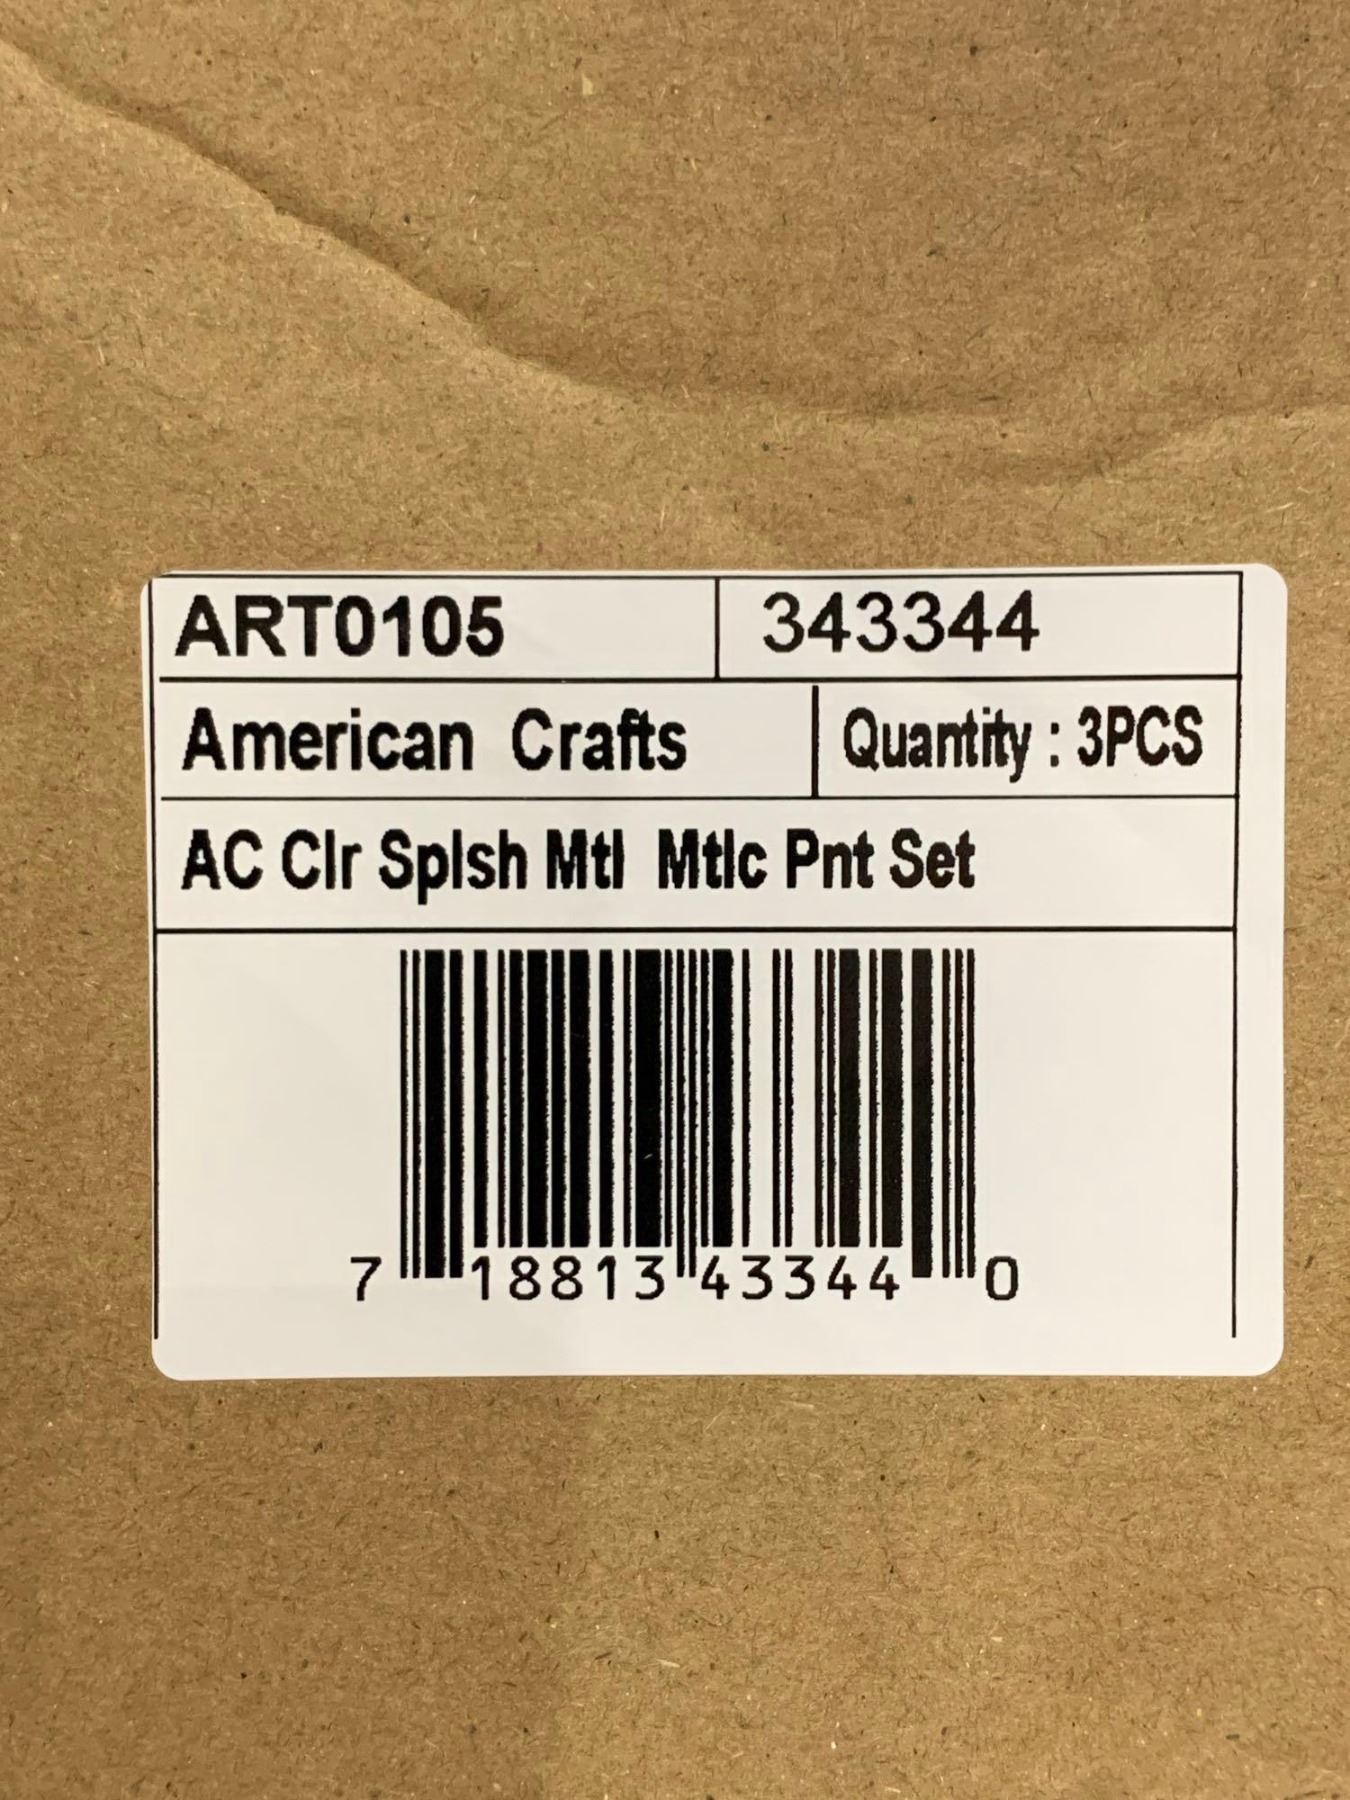 ART0105 343344
American Crafts Quantity : 3PCS
AC Clr Splsh Mtl Mtlc Pnt Set
7 18813 43344 0